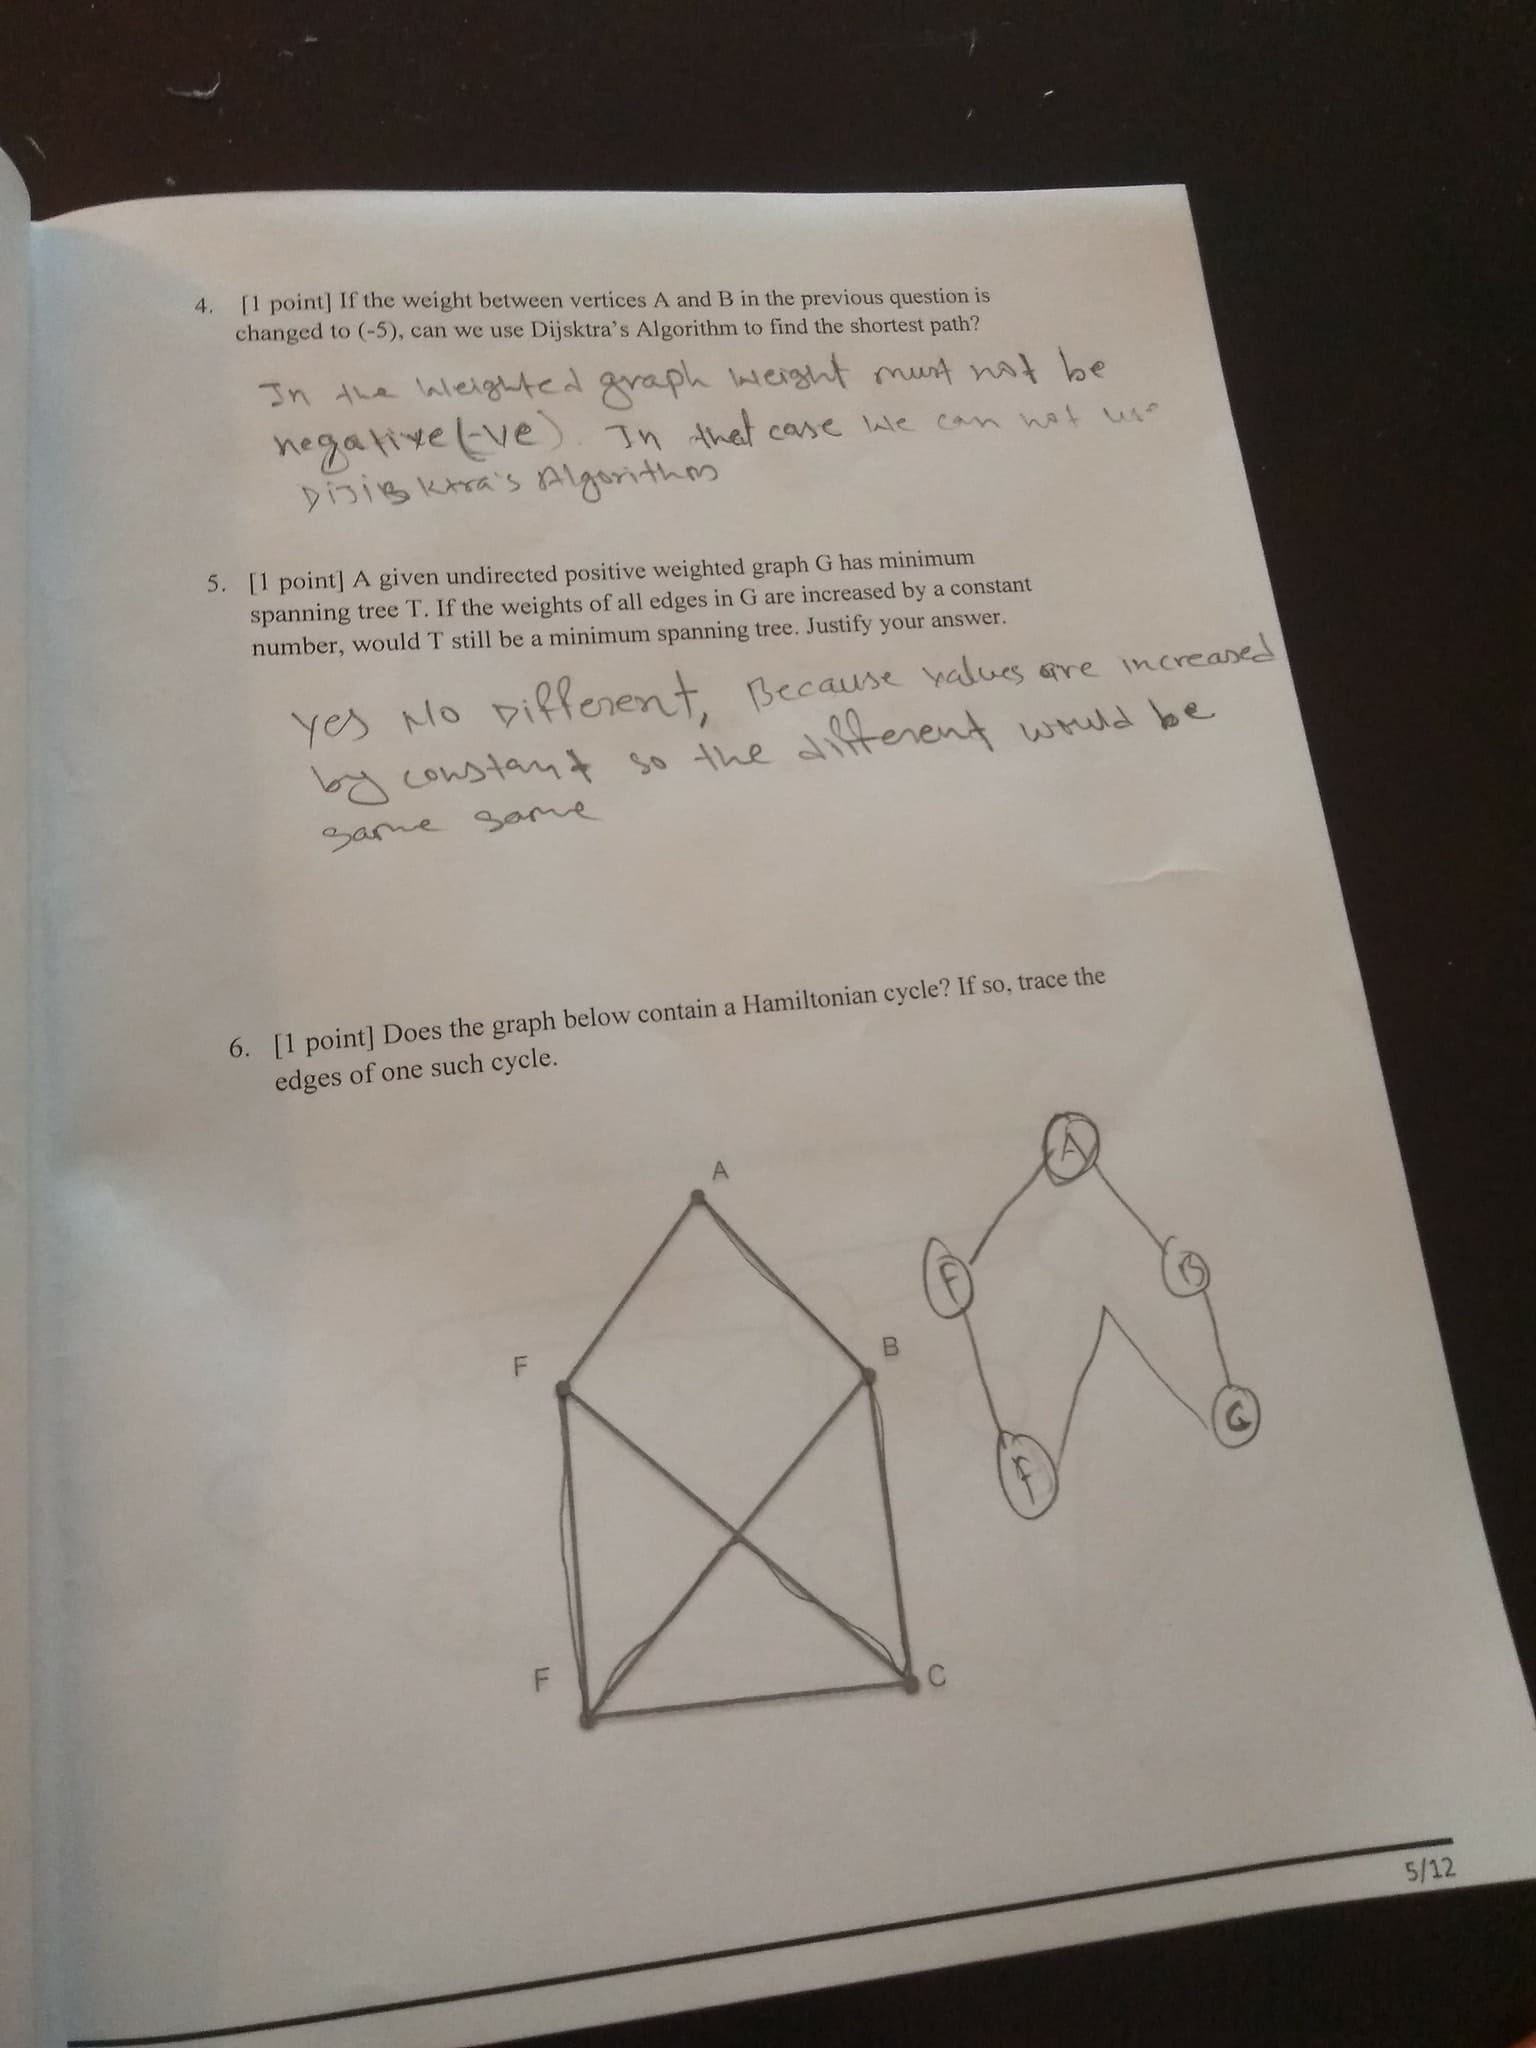 4. [1 point] If the weight between vertices A and B in the previous question is
changed to (-5), can we use Dijsktra's Algorithm to find the shortest path?
In the weighted graph weight must not be
negative(-ve). In that case we can not use
Algorithm
5. [1 point] A given undirected positive weighted graph G has minimum
spanning tree T. If the weights of all edges in G are increased by a constant
number, would T still be a minimum spanning tree. Justify your answer.
Yes No Different, Because values are increased
by constant so the different would be
same same
6. [1 point] Does the graph below contain a Hamiltonian cycle? If so, trace the
edges of one such cycle.
A
A
F
B
F
B
G
F
F
C
5/12